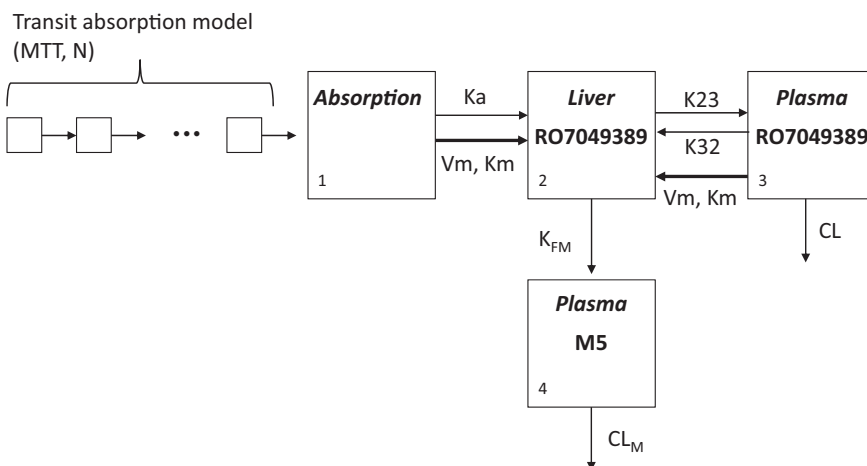 Transit absorption model
(MTT, N)
Absorption
1
Ka
Vm, Km
Liver
RO7049389
2
K23
K32
Vm, Km
Plasma
RO7049389
3
CL
KFM
Plasma
M5
4
CLM